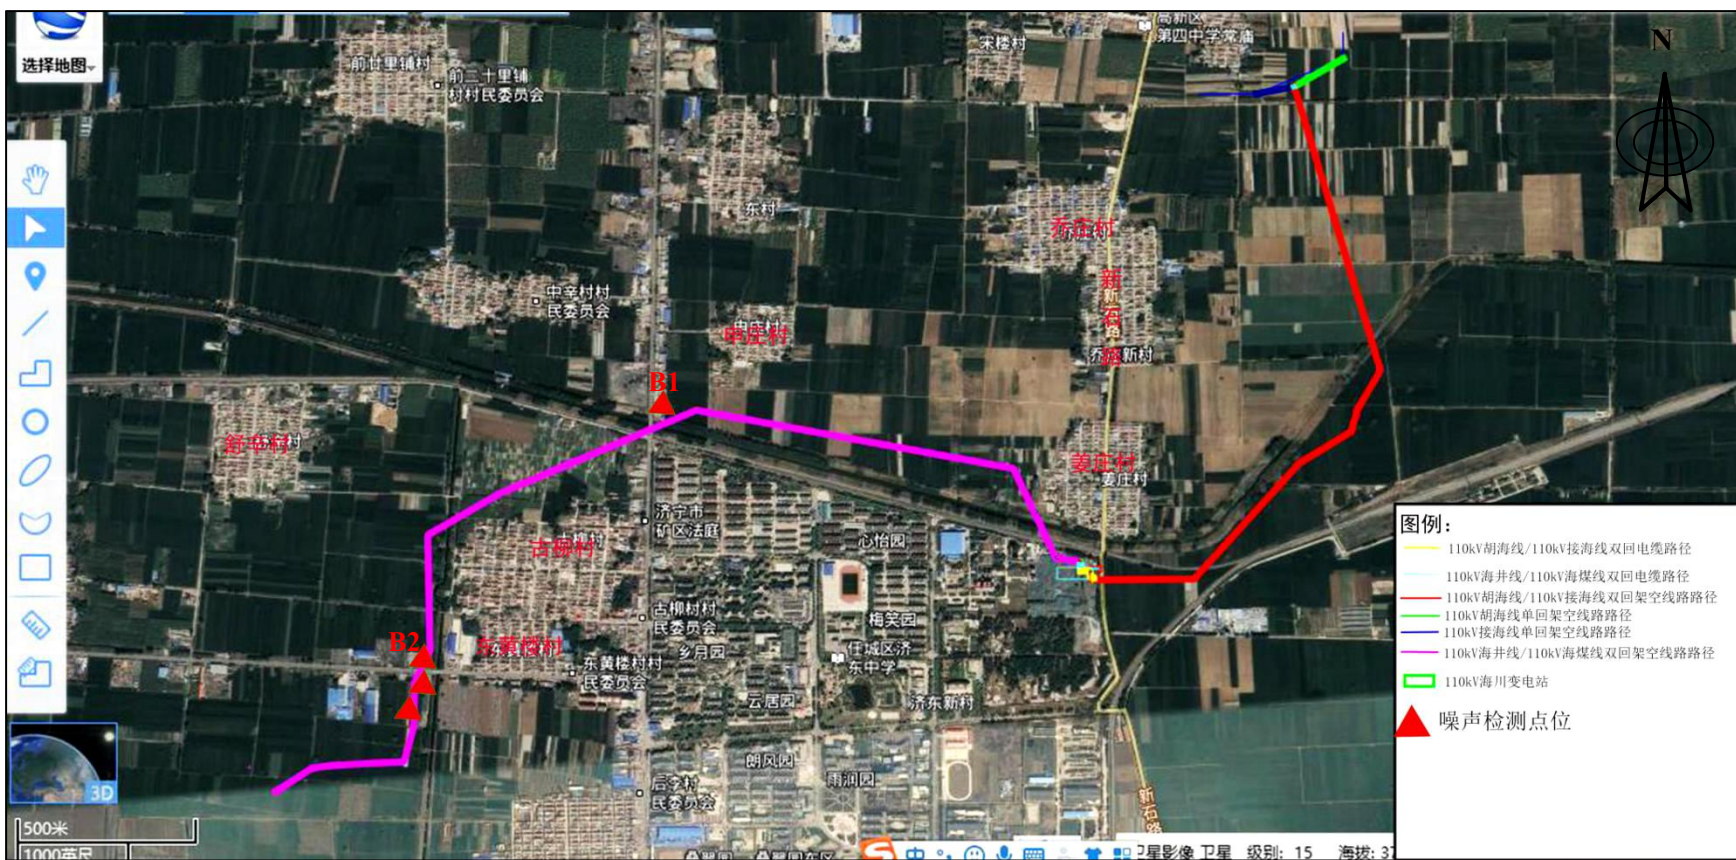 选择地图
前廿里铺村
前二十里铺
村村民委员会
宋楼村
高新区
第四中学常庙
N
东村
乔庄村
中辛村村
民委员会
申庄村
新
新
石
石
路
乔庄新村
B1
舒辛村
姜庄村
姜庄村
济宁市
矿区法庭
心怡园
古柳村
古柳村村
民委员会
梅笑园
B2
东黄楼村
东黄楼村村
民委员会
乡月园
任城区济
东中学
云居园
济东新村
朗风园
雨润园
后李村
民委员会
新石路
3D
500米
1000英尺
中
卫星影像 卫星 级别: 15 海拔: 37
图例：
110kV胡海线/110kV接海线双回电缆路径
110kV海井线/110kV海煤线双回电缆路径
110kV胡海线/110kV接海线双回架空线路路径
110kV胡海线单回架空线路路径
110kV接海线单回架空线路路径
110kV海井线/110kV海煤线双回架空线路路径
110kV海川变电站
噪声检测点位